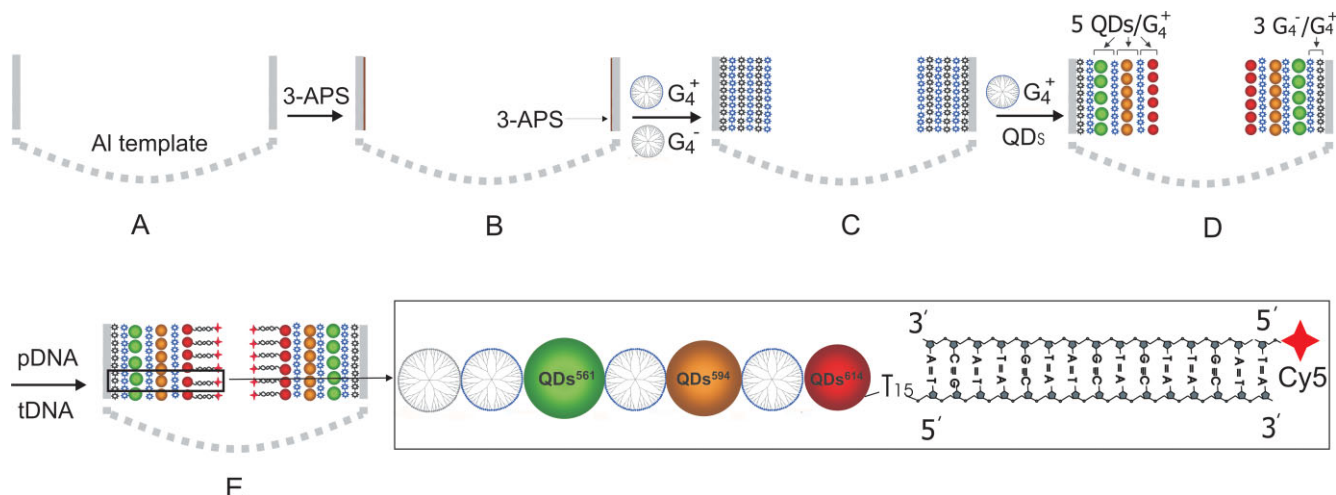 5 QDs/G₄⁺
3 G₄⁻/G₄⁺
3-APS
Al template
3-APS
G₄⁺
G₄⁻
G₄⁺
QDs
A
B
C
D
pDNA
tDNA
QDs⁵⁶¹
QDs⁵⁹⁴
QDs⁶¹⁴
T₁₅
3′
5′
5′
3′
Cy5
E